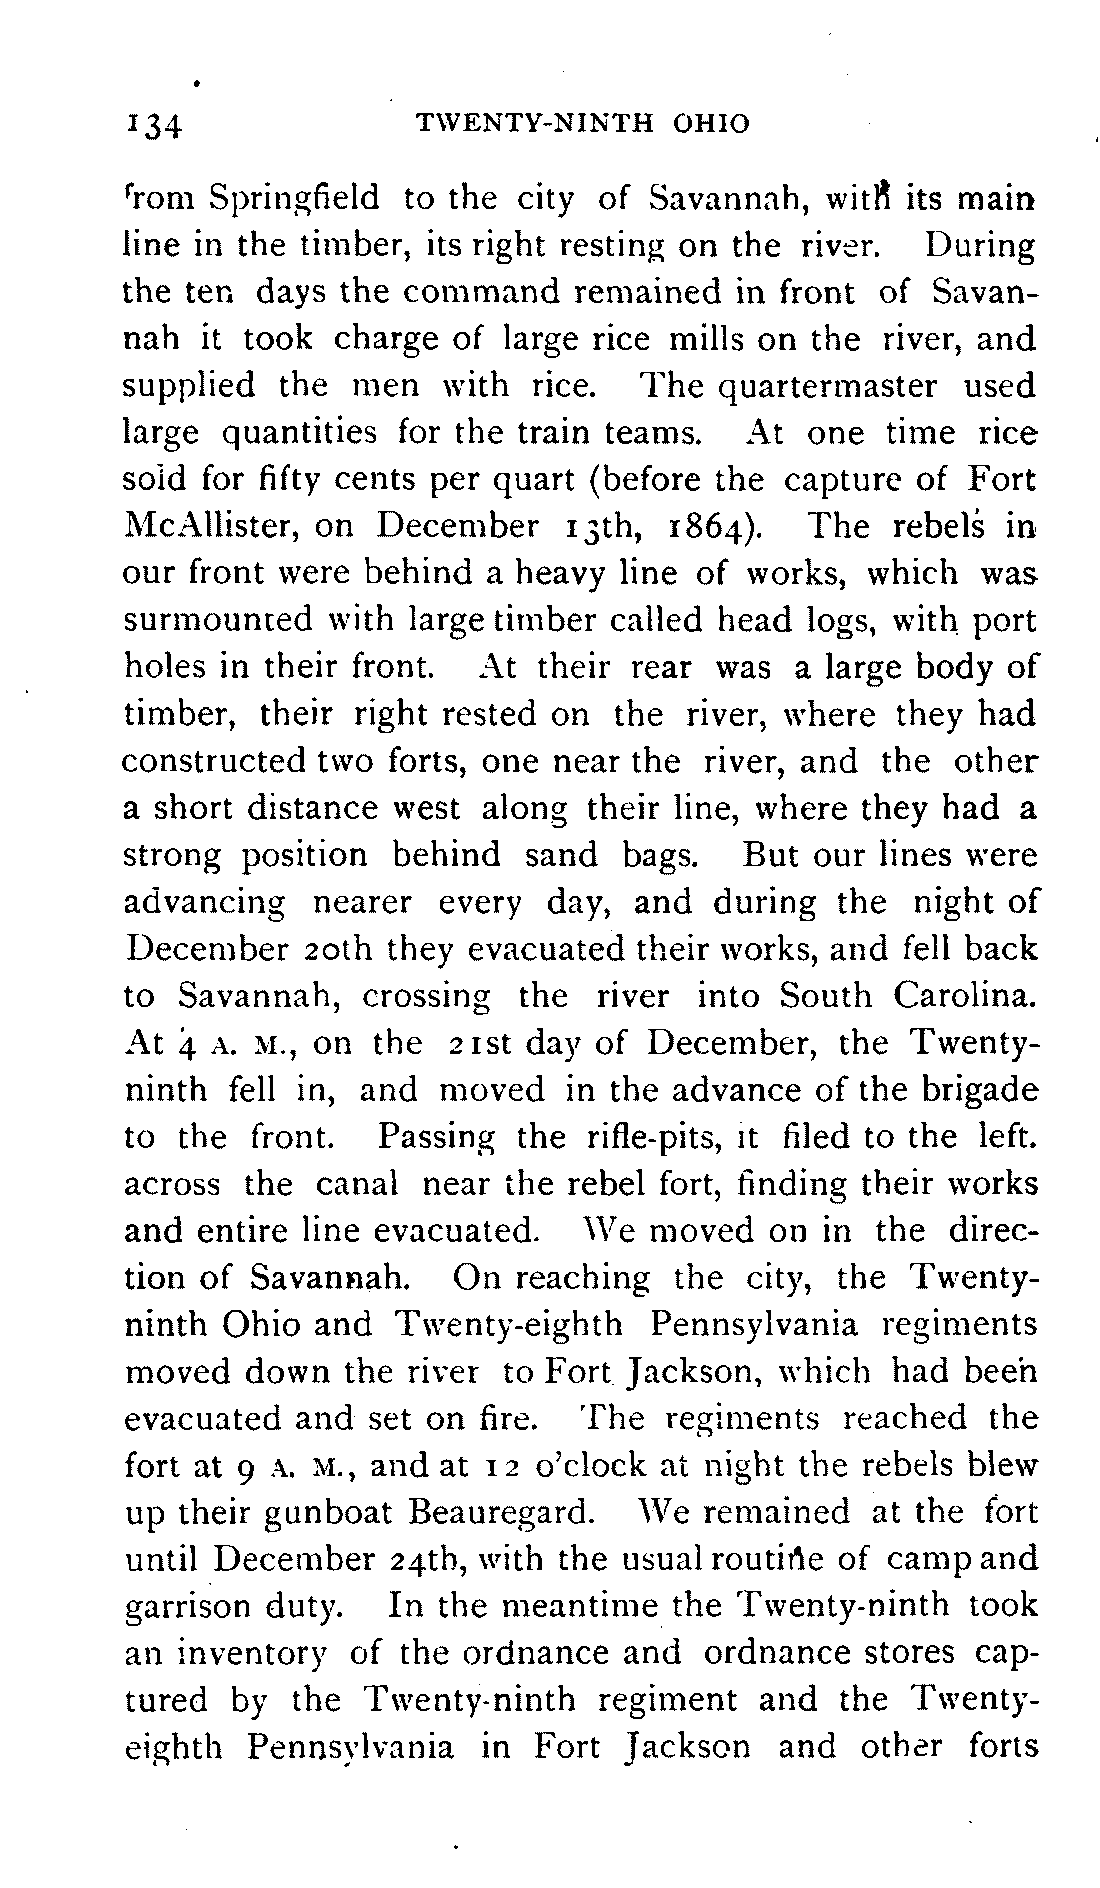 134 TWENTY-NINTH OHIO
from Springfield to the city of Savannah, with its main
line in the timber, its right resting on the river. During
the ten days the command remained in front of Savan-
nah it took charge of large rice mills on the river, and
supplied the men with rice. The quartermaster used
large quantities for the train teams. At one time rice
sold for fifty cents per quart (before the capture of Fort
McAllister, on December 13th, 1864). The rebels in
our front were behind a heavy line of works, which was
surmounted with large timber called head logs, with port
holes in their front. At their rear was a large body of
timber, their right rested on the river, where they had
constructed two forts, one near the river, and the other
a short distance west along their line, where they had a
strong position behind sand bags. But our lines were
advancing nearer every day, and during the night of
December 20th they evacuated their works, and fell back
to Savannah, crossing the river into South Carolina.
At 4 A. M., on the 21st day of December, the Twenty-
ninth fell in, and moved in the advance of the brigade
to the front. Passing the rifle-pits, it filed to the left.
across the canal near the rebel fort, finding their works
and entire line evacuated. We moved on in the direc-
tion of Savannah. On reaching the city, the Twenty-
ninth Ohio and Twenty-eighth Pennsylvania regiments
moved down the river to Fort Jackson, which had been
evacuated and set on fire. The regiments reached the
fort at 9 A. M., and at 12 o'clock at night the rebels blew
up their gunboat Beauregard. We remained at the fort
until December 24th, with the usual routine of camp and
garrison duty. In the meantime the Twenty-ninth took
an inventory of the ordnance and ordnance stores cap-
tured by the Twenty-ninth regiment and the Twenty-
eighth Pennsylvania in Fort Jackson and other forts